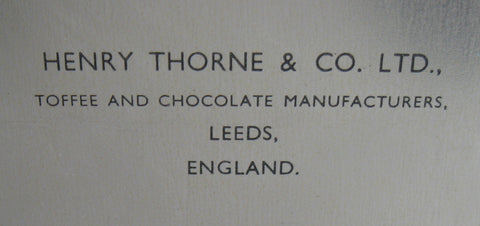 HENRY THORNE & CO. LTD.,
TOFFEE AND CHOCOLATE MANUFACTURERS,
LEEDS,
ENGLAND.